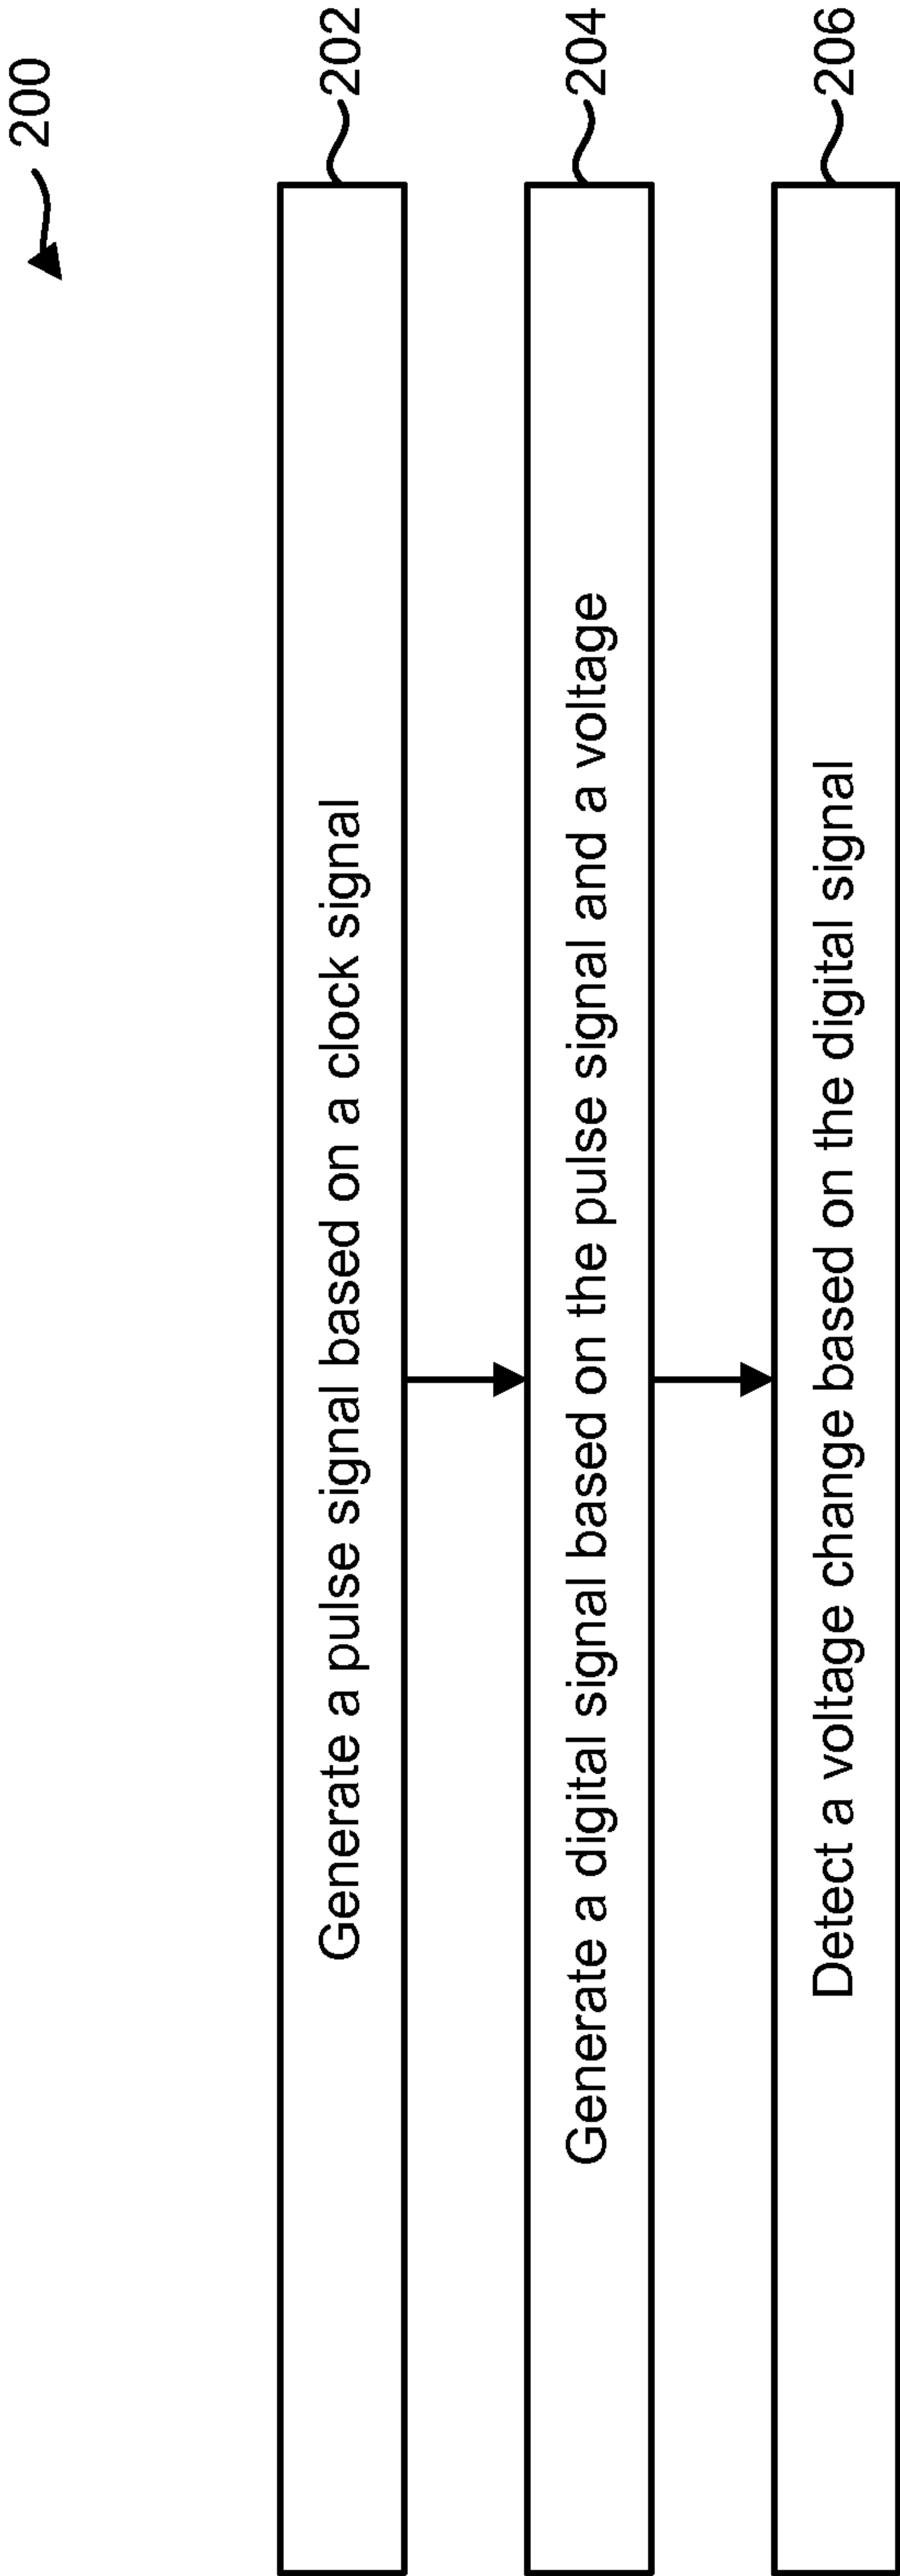 200
Generate a pulse signal based on a clock signal
202
Generate a digital signal based on the pulse signal and a voltage
204
Detect a voltage change based on the digital signal
206